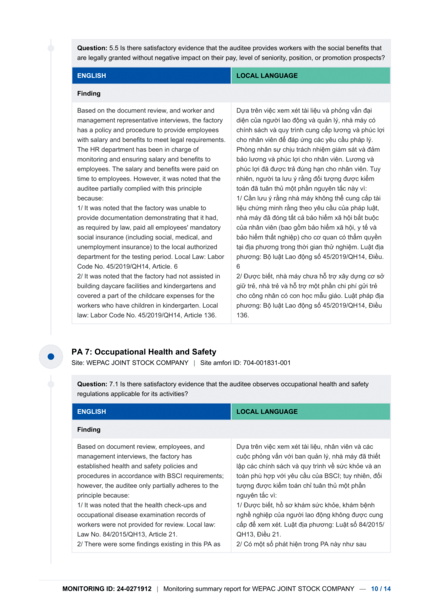 Question: 5.5 Is there satisfactory evidence that the auditee provides workers with the social benefits that
are legally granted without negative impact on their pay, level of seniority, position, or promotion prospects?
ENGLISH
LOCAL LANGUAGE
Finding
Based on the document review, and worker and
management representative interviews, the factory
has a policy and procedure to provide employees
with salary and benefits to meet legal requirements.
The HR department has been in charge of
monitoring and ensuring salary and benefits to
employees. The salary and benefits were paid on
time to employees. However, it was noted that the
auditee partially complied with this principle
because:
1/ It was noted that the factory was unable to
provide documentation demonstrating that it had,
as required by law, paid all employees' mandatory
social insurance (including social, medical, and
unemployment insurance) to the local authorized
department for the testing period. Local Law: Labor
Code No. 45/2019/QH14, Article. 6
2/ It was noted that the factory had not assisted in
building daycare facilities and kindergartens and
covered a part of the childcare expenses for the
workers who have children in kindergarten. Local
law: Labor Code No. 45/2019/QH14, Article 136.
Dựa trên việc xem xét tài liệu và phỏng vấn đại
diện của người lao động và quản lý, nhà máy có
chính sách và quy trình cung cấp lương và phúc lợi
cho nhân viên để đáp ứng các yêu cầu pháp lý.
Phòng nhân sự chịu trách nhiệm giám sát và đảm
bảo lương và phúc lợi cho nhân viên. Lương và
phúc lợi đã được trả đúng hạn cho nhân viên. Tuy
nhiên, người ta lưu ý rằng đối tượng được kiểm
toán đã tuân thủ một phần nguyên tắc này vì:
1/ Cần lưu ý rằng nhà máy không thể cung cấp tài
liệu chứng minh rằng theo yêu cầu của pháp luật,
nhà máy đã đóng tất cả bảo hiểm xã hội bắt buộc
của nhân viên (bao gồm bảo hiểm xã hội, y tế và
bảo hiểm thất nghiệp) cho cơ quan có thẩm quyền
tại địa phương trong thời gian thử nghiệm. Luật địa
phương: Bộ luật Lao động số 45/2019/QH14, Điều.
6
2/ Được biết, nhà máy chưa hỗ trợ xây dựng cơ sở
giữ trẻ, nhà trẻ và hỗ trợ một phần chi phí gửi trẻ
cho công nhân có con học mẫu giáo. Luật pháp địa
phương: Bộ luật Lao động số 45/2019/QH14, Điều
136.
PA 7: Occupational Health and Safety
Site: WEPAC JOINT STOCK COMPANY | Site amfori ID: 704-001831-001
Question: 7.1 Is there satisfactory evidence that the auditee observes occupational health and safety
regulations applicable for its activities?
ENGLISH
LOCAL LANGUAGE
Finding
Based on document review, employees, and
management interviews, the factory has
established health and safety policies and
procedures in accordance with BSCI requirements;
however, the auditee only partially adheres to the
principle because:
1/ It was noted that the health check-ups and
occupational disease examination records of
workers were not provided for review. Local law:
Law No. 84/2015/QH13, Article 21.
2/ There were some findings existing in this PA as
Dựa trên việc xem xét tài liệu, nhân viên và các
cuộc phỏng vấn với ban quản lý, nhà máy đã thiết
lập các chính sách và quy trình về sức khỏe và an
toàn phù hợp với yêu cầu của BSCI; tuy nhiên, đối
tượng được kiểm toán chỉ tuân thủ một phần
nguyên tắc vì:
1/ Được biết, hồ sơ khám sức khỏe, khám bệnh
nghề nghiệp của người lao động không được cung
cấp để xem xét. Luật địa phương: Luật số 84/2015/
QH13, Điều 21.
2/ Có một số phát hiện trong PA này như sau
MONITORING ID: 24-0271912 | Monitoring summary report for WEPAC JOINT STOCK COMPANY — 10 / 14